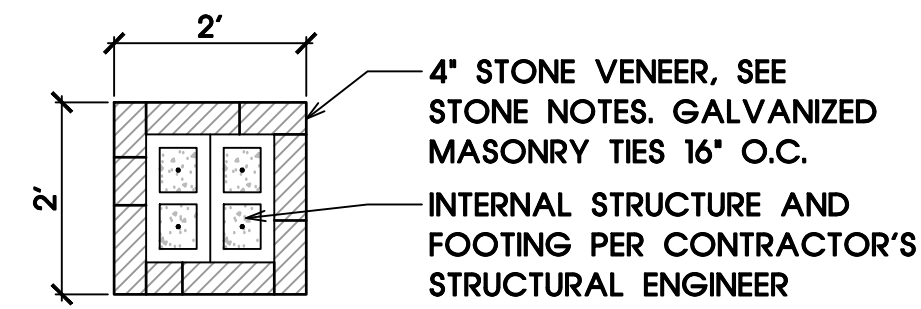 2'
4" STONE VENEER, SEE
STONE NOTES. GALVANIZED
MASONRY TIES 16" O.C.
2'
INTERNAL STRUCTURE AND
FOOTING PER CONTRACTOR'S
STRUCTURAL ENGINEER